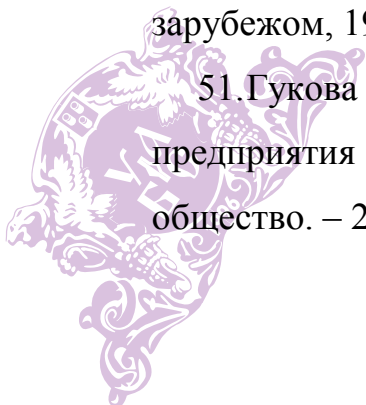 зарубежом, 19
51.Гукова
предприятия
общество. – 2